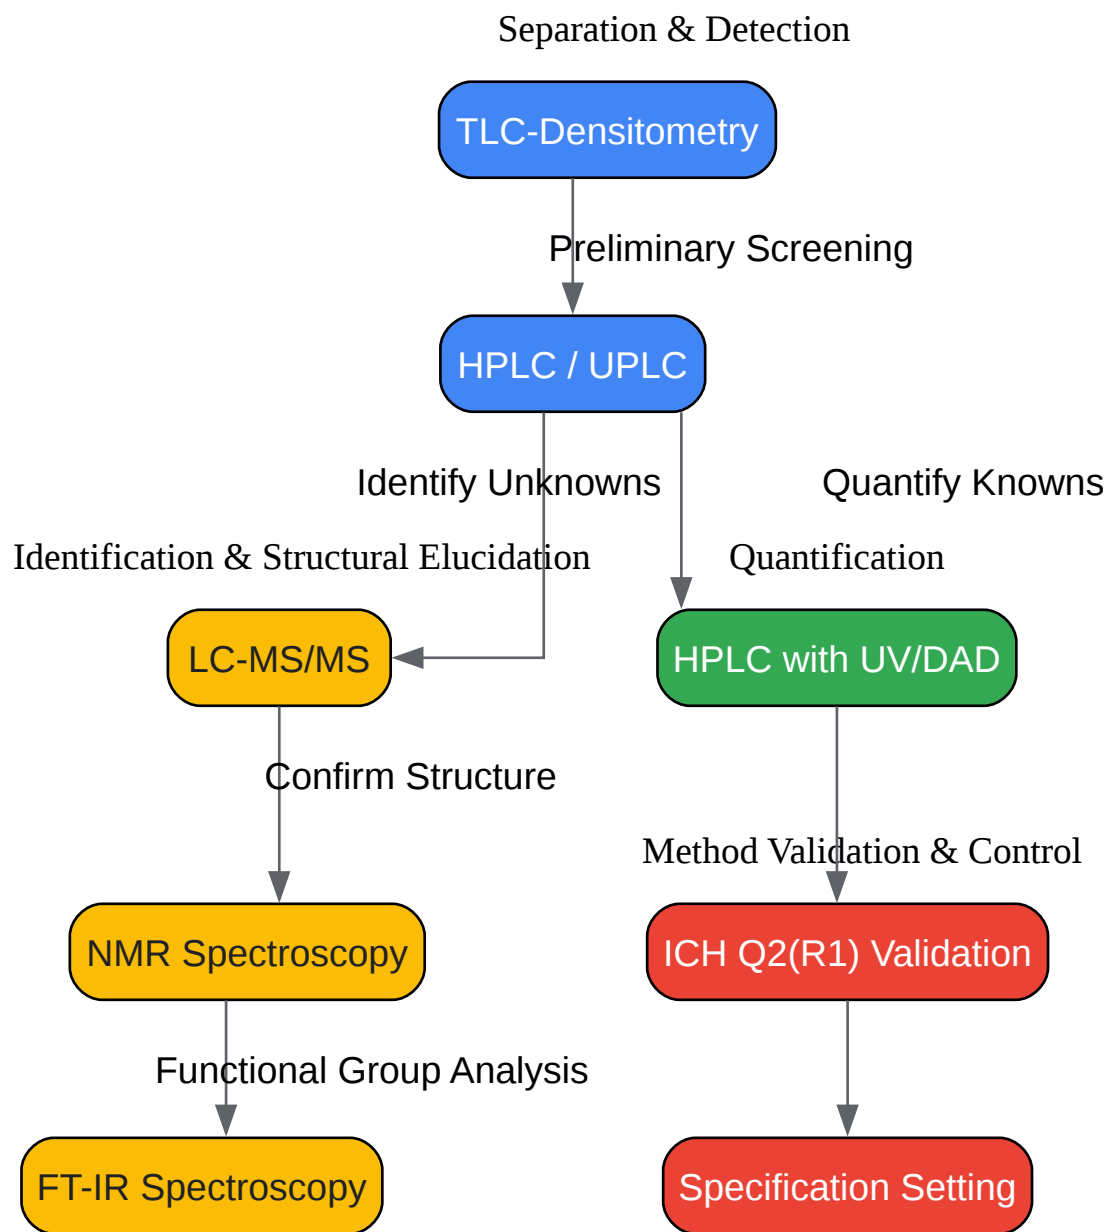 Separation & Detection
TLC-Densitometry
Preliminary Screening
HPLC / UPLC
Identify Unknowns
Quantify Knowns
Identification & Structural Elucidation
Quantification
LC-MS/MS
HPLC with UV/DAD
Confirm Structure
Method Validation & Control
NMR Spectroscopy
ICH Q2(R1) Validation
Functional Group Analysis
FT-IR Spectroscopy
Specification Setting